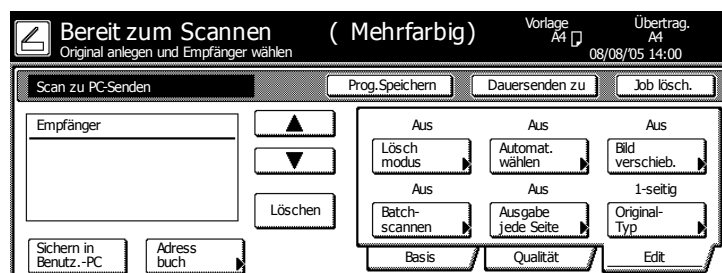 Bereit zum Scannen ( Mehrfarbig)
Original anlegen und Empfänger wählen
Vorlage
A4
Übertrag.
A4
08/08/'05 14:00
Scan zu PC-Senden
Prog.Speichern
Dauersenden zu
Job lösch.
Empfänger
Löschen
Sichern in
Benutz.-PC
Adress
buch
Aus
Lösch
modus
Aus
Automat.
wählen
Aus
Bild
verschieb.
Aus
Batch-
scannen
Aus
Ausgabe
jede Seite
1-seitig
Original-
Typ
Basis
Qualität
Edit